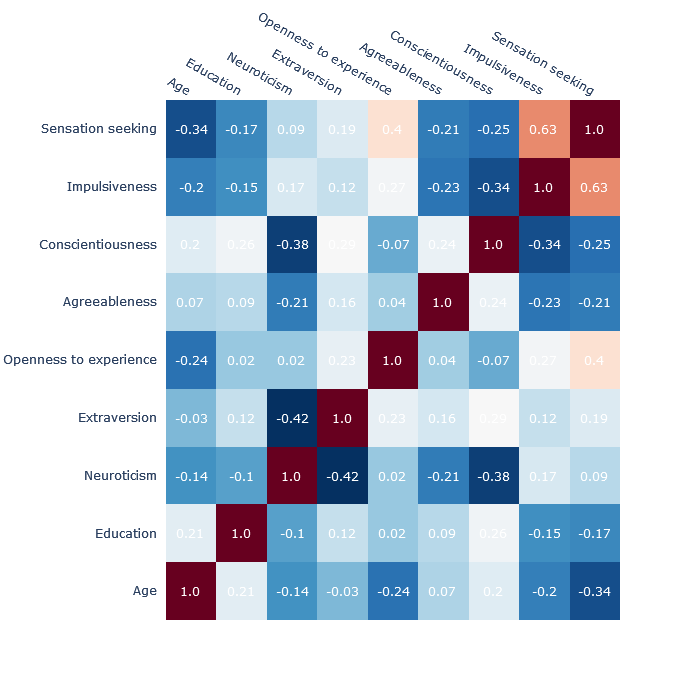 Age
Education
Neuroticism
Extraversion
Openness to experience
Agreeableness
Conscientiousness
Impulsiveness
Sensation seeking
Sensation seeking -0.34 -0.17 0.09 0.19 0.4 -0.21 -0.25 0.63 1.0
Impulsiveness -0.2 -0.15 0.17 0.12 0.27 -0.23 -0.34 1.0 0.63
Conscientiousness 0.2 0.26 -0.38 0.29 -0.07 0.24 1.0 -0.34 -0.25
Agreeableness 0.07 0.09 -0.21 0.16 0.04 1.0 0.24 -0.23 -0.21
Openness to experience -0.24 0.02 0.02 0.23 1.0 0.04 -0.07 0.27 0.4
Extraversion -0.03 0.12 -0.42 1.0 0.23 0.16 0.29 0.12 0.19
Neuroticism -0.14 -0.1 1.0 -0.42 0.02 -0.21 -0.38 0.17 0.09
Education 0.21 1.0 -0.1 0.12 0.02 0.09 0.26 -0.15 -0.17
Age 1.0 0.21 -0.14 -0.03 -0.24 0.07 0.2 -0.2 -0.34